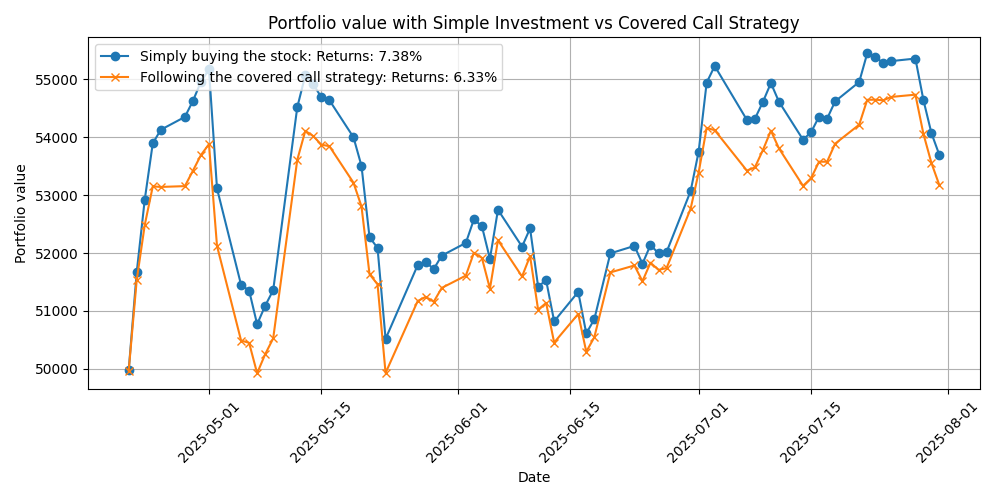 Portfolio value with Simple Investment vs Covered Call Strategy
Simply buying the stock: Returns: 7.38%
Following the covered call strategy: Returns: 6.33%
Portfolio value
55000
54000
53000
52000
51000
50000
2025-05-01
2025-05-15
2025-06-01
2025-06-15
2025-07-01
2025-07-15
2025-08-01
Date